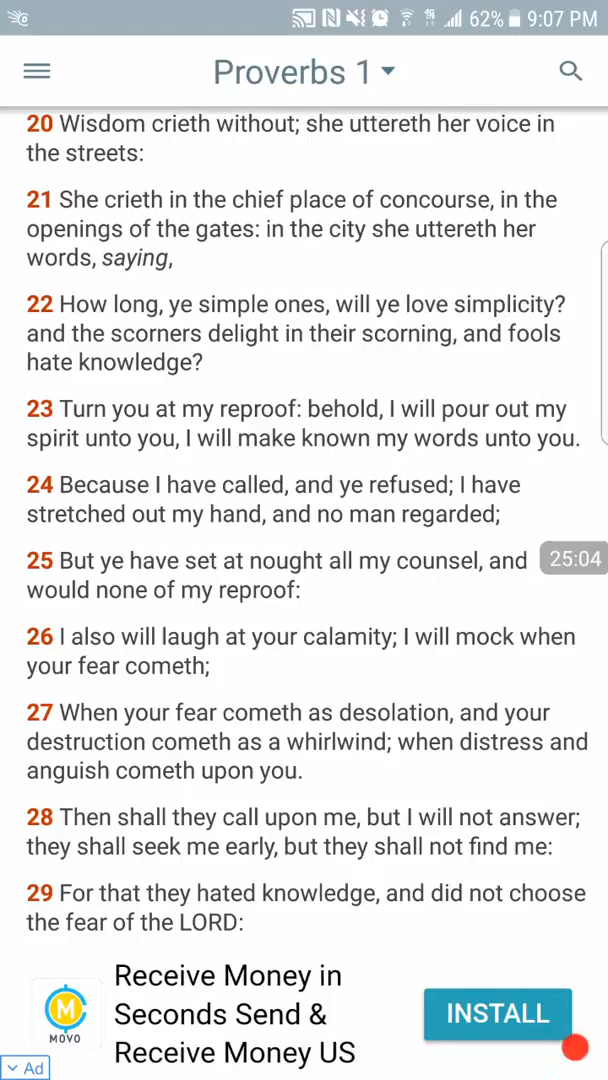 62% 9:07 PM
Proverbs 1
20 Wisdom crieth without; she uttereth her voice in
the streets:
21 She crieth in the chief place of concourse, in the
openings of the gates: in the city she uttereth her
words, saying,
22 How long, ye simple ones, will ye love simplicity?
and the scorners delight in their scorning, and fools
hate knowledge?
23 Turn you at my reproof: behold, I will pour out my
spirit unto you, I will make known my words unto you.
24 Because I have called, and ye refused; I have
stretched out my hand, and no man regarded;
25 But ye have set at nought all my counsel, and
25:04
would none of my reproof:
26 I also will laugh at your calamity; I will mock when
your fear cometh;
27 When your fear cometh as desolation, and your
destruction cometh as a whirlwind; when distress and
anguish cometh upon you.
28 Then shall they call upon me, but I will not answer;
they shall seek me early, but they shall not find me:
29 For that they hated knowledge, and did not choose
the fear of the LORD:
Receive Money in
Seconds Send &
Receive Money US
M
MOVO
INSTALL
Ad